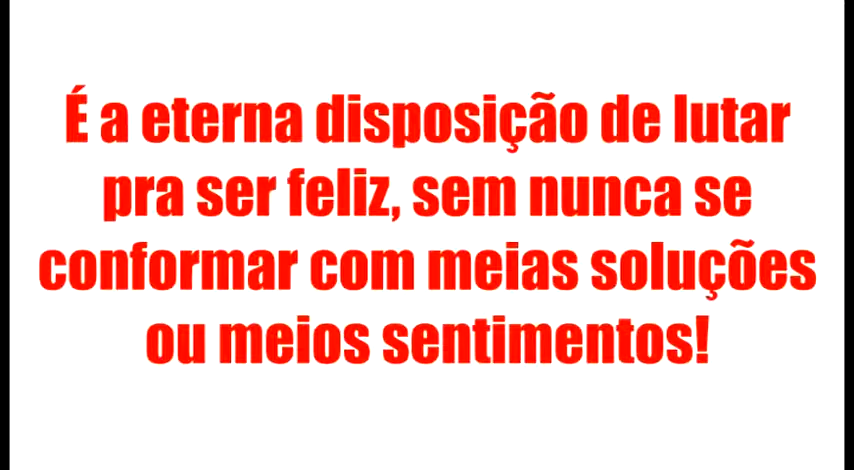 É a eterna disposição de lutar
pra ser feliz, sem nunca se
conformar com meias soluções
ou meios sentimentos!